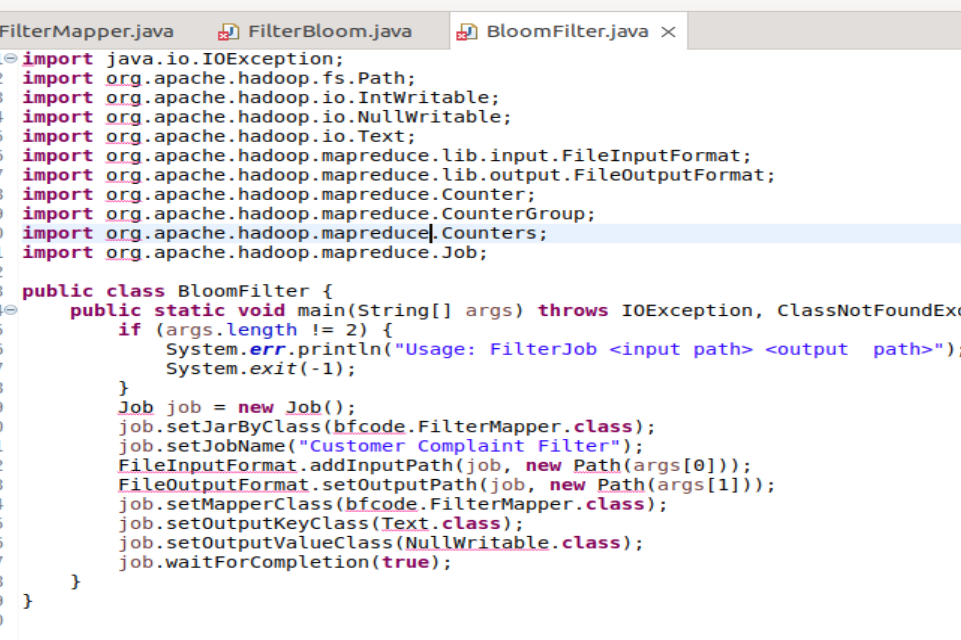 FilterMapper.java FilterBloom.java BloomFilter.java
import java.io.IOException;
import org.apache.hadoop.fs.Path;
import org.apache.hadoop.io.IntWritable;
import org.apache.hadoop.io.NullWritable;
import org.apache.hadoop.io.Text;
import org.apache.hadoop.mapreduce.lib.input.FileInputFormat;
import org.apache.hadoop.mapreduce.lib.output.FileOutputFormat;
import org.apache.hadoop.mapreduce.Counter;
import org.apache.hadoop.mapreduce.CounterGroup;
import org.apache.hadoop.mapreduce.Counters;
import org.apache.hadoop.mapreduce.Job;
public class BloomFilter {
public static void main(String[] args) throws IOException, ClassNotFoundExc
if (args.length != 2) {
System.err.println("Usage: FilterJob <input path> <output  path>");
System.exit(-1);
}
Job job = new Job();
job.setJarByClass(bfcode.FilterMapper.class);
job.setJobName("Customer Complaint Filter");
FileInputFormat.addInputPath(job, new Path(args[0]));
FileOutputFormat.setOutputPath(job, new Path(args[1]));
job.setMapperClass(bfcode.FilterMapper.class);
job.setOutputKeyClass(Text.class);
job.setOutputValueClass(NullWritable.class);
job.waitForCompletion(true);
}
}